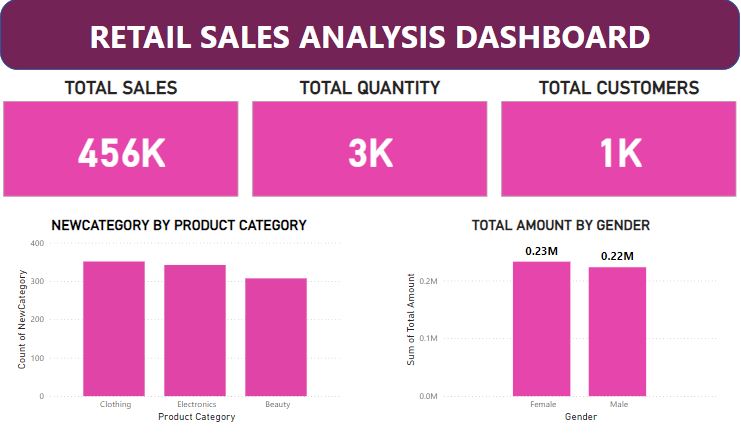 RETAIL SALES ANALYSIS DASHBOARD
TOTAL SALES
TOTAL QUANTITY
TOTAL CUSTOMERS
456K
3K
1K
NEWCATEGORY BY PRODUCT CATEGORY
400
300
200
100
0
Count of NewCategory
Clothing
Electronics
Beauty
Product Category
TOTAL AMOUNT BY GENDER
0.23M
0.22M
0.2M
0.1M
0.0M
Sum of Total Amount
Female
Male
Gender